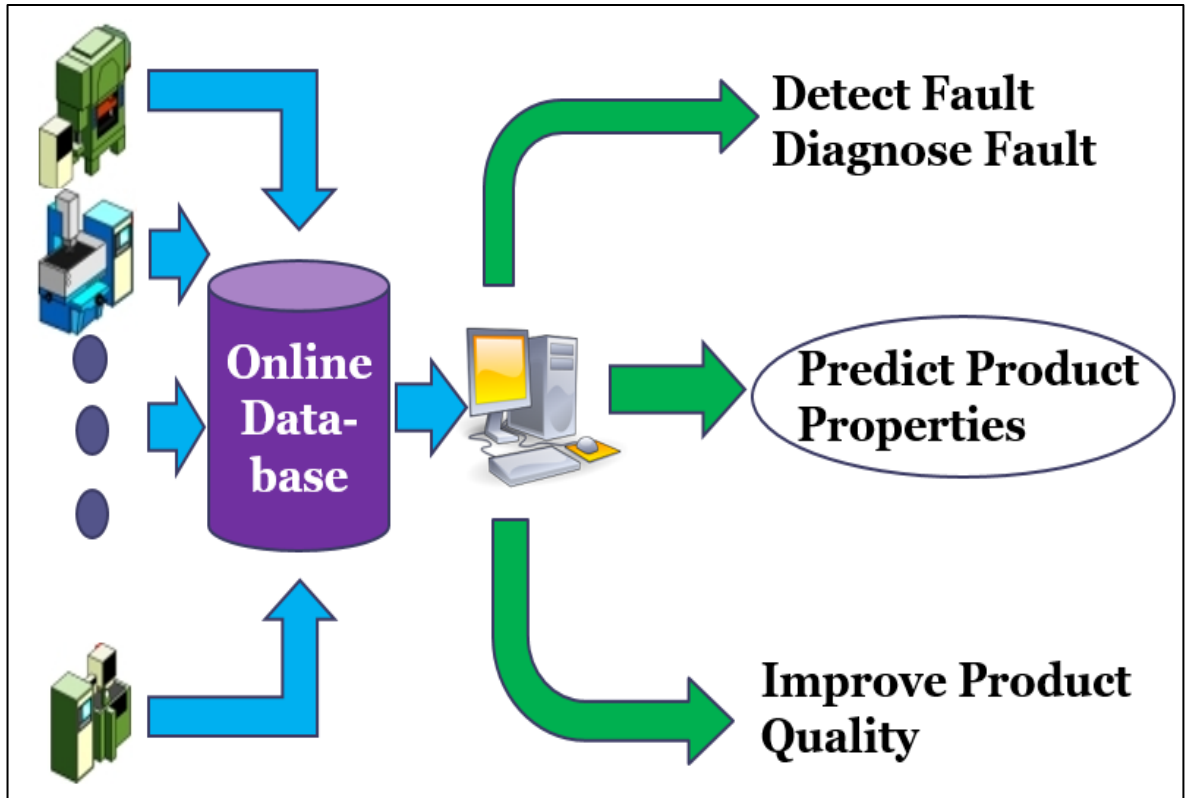 Detect Fault
Diagnose Fault
Online
Data-
base
Predict Product
Properties
Improve Product
Quality